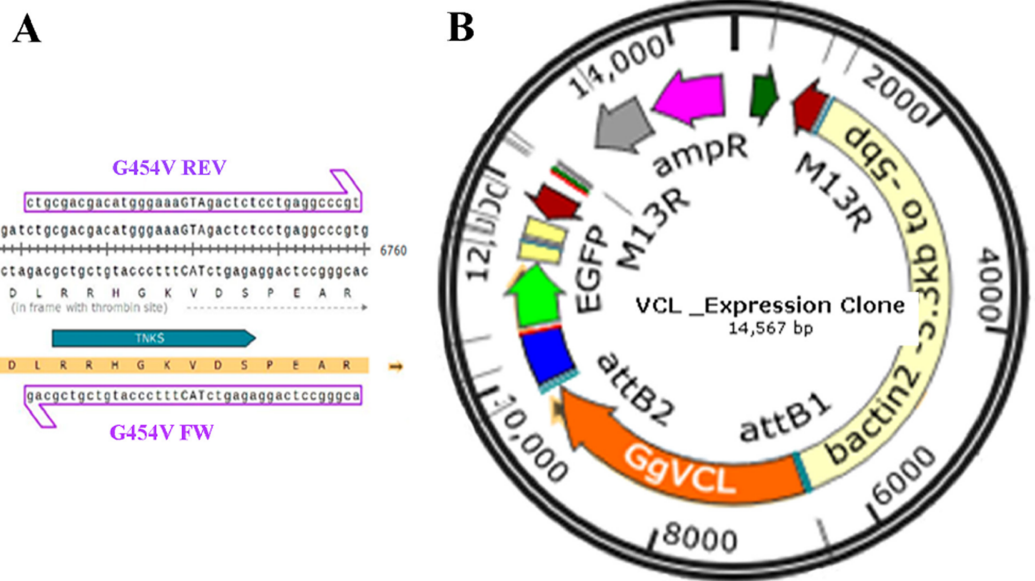 A
G454V REV
ctgcgacgacatgggaaaGTAgactctcctgaggcccgt
gatctgcgacgacatgggaaaGTAgactctcctgaggcccgtg
6760
ctagacgctgctgtaccctttCATctgagaggactccgggcac
D L R R H G K V D S P E A R
(in frame with thrombin site)
TNKS
D L R R H G K V D S P E A R
gacgctgctgtaccctttCATctgagaggactccgggca
G454V FW
B
14,000
2000
4000
6000
8000
10,000
ampR
M13R
bactin2 -5.3kb to -5bp
M13R
EGFP
attB2
attB1
GgVCL
VCL _Expression Clone
14,567 bp